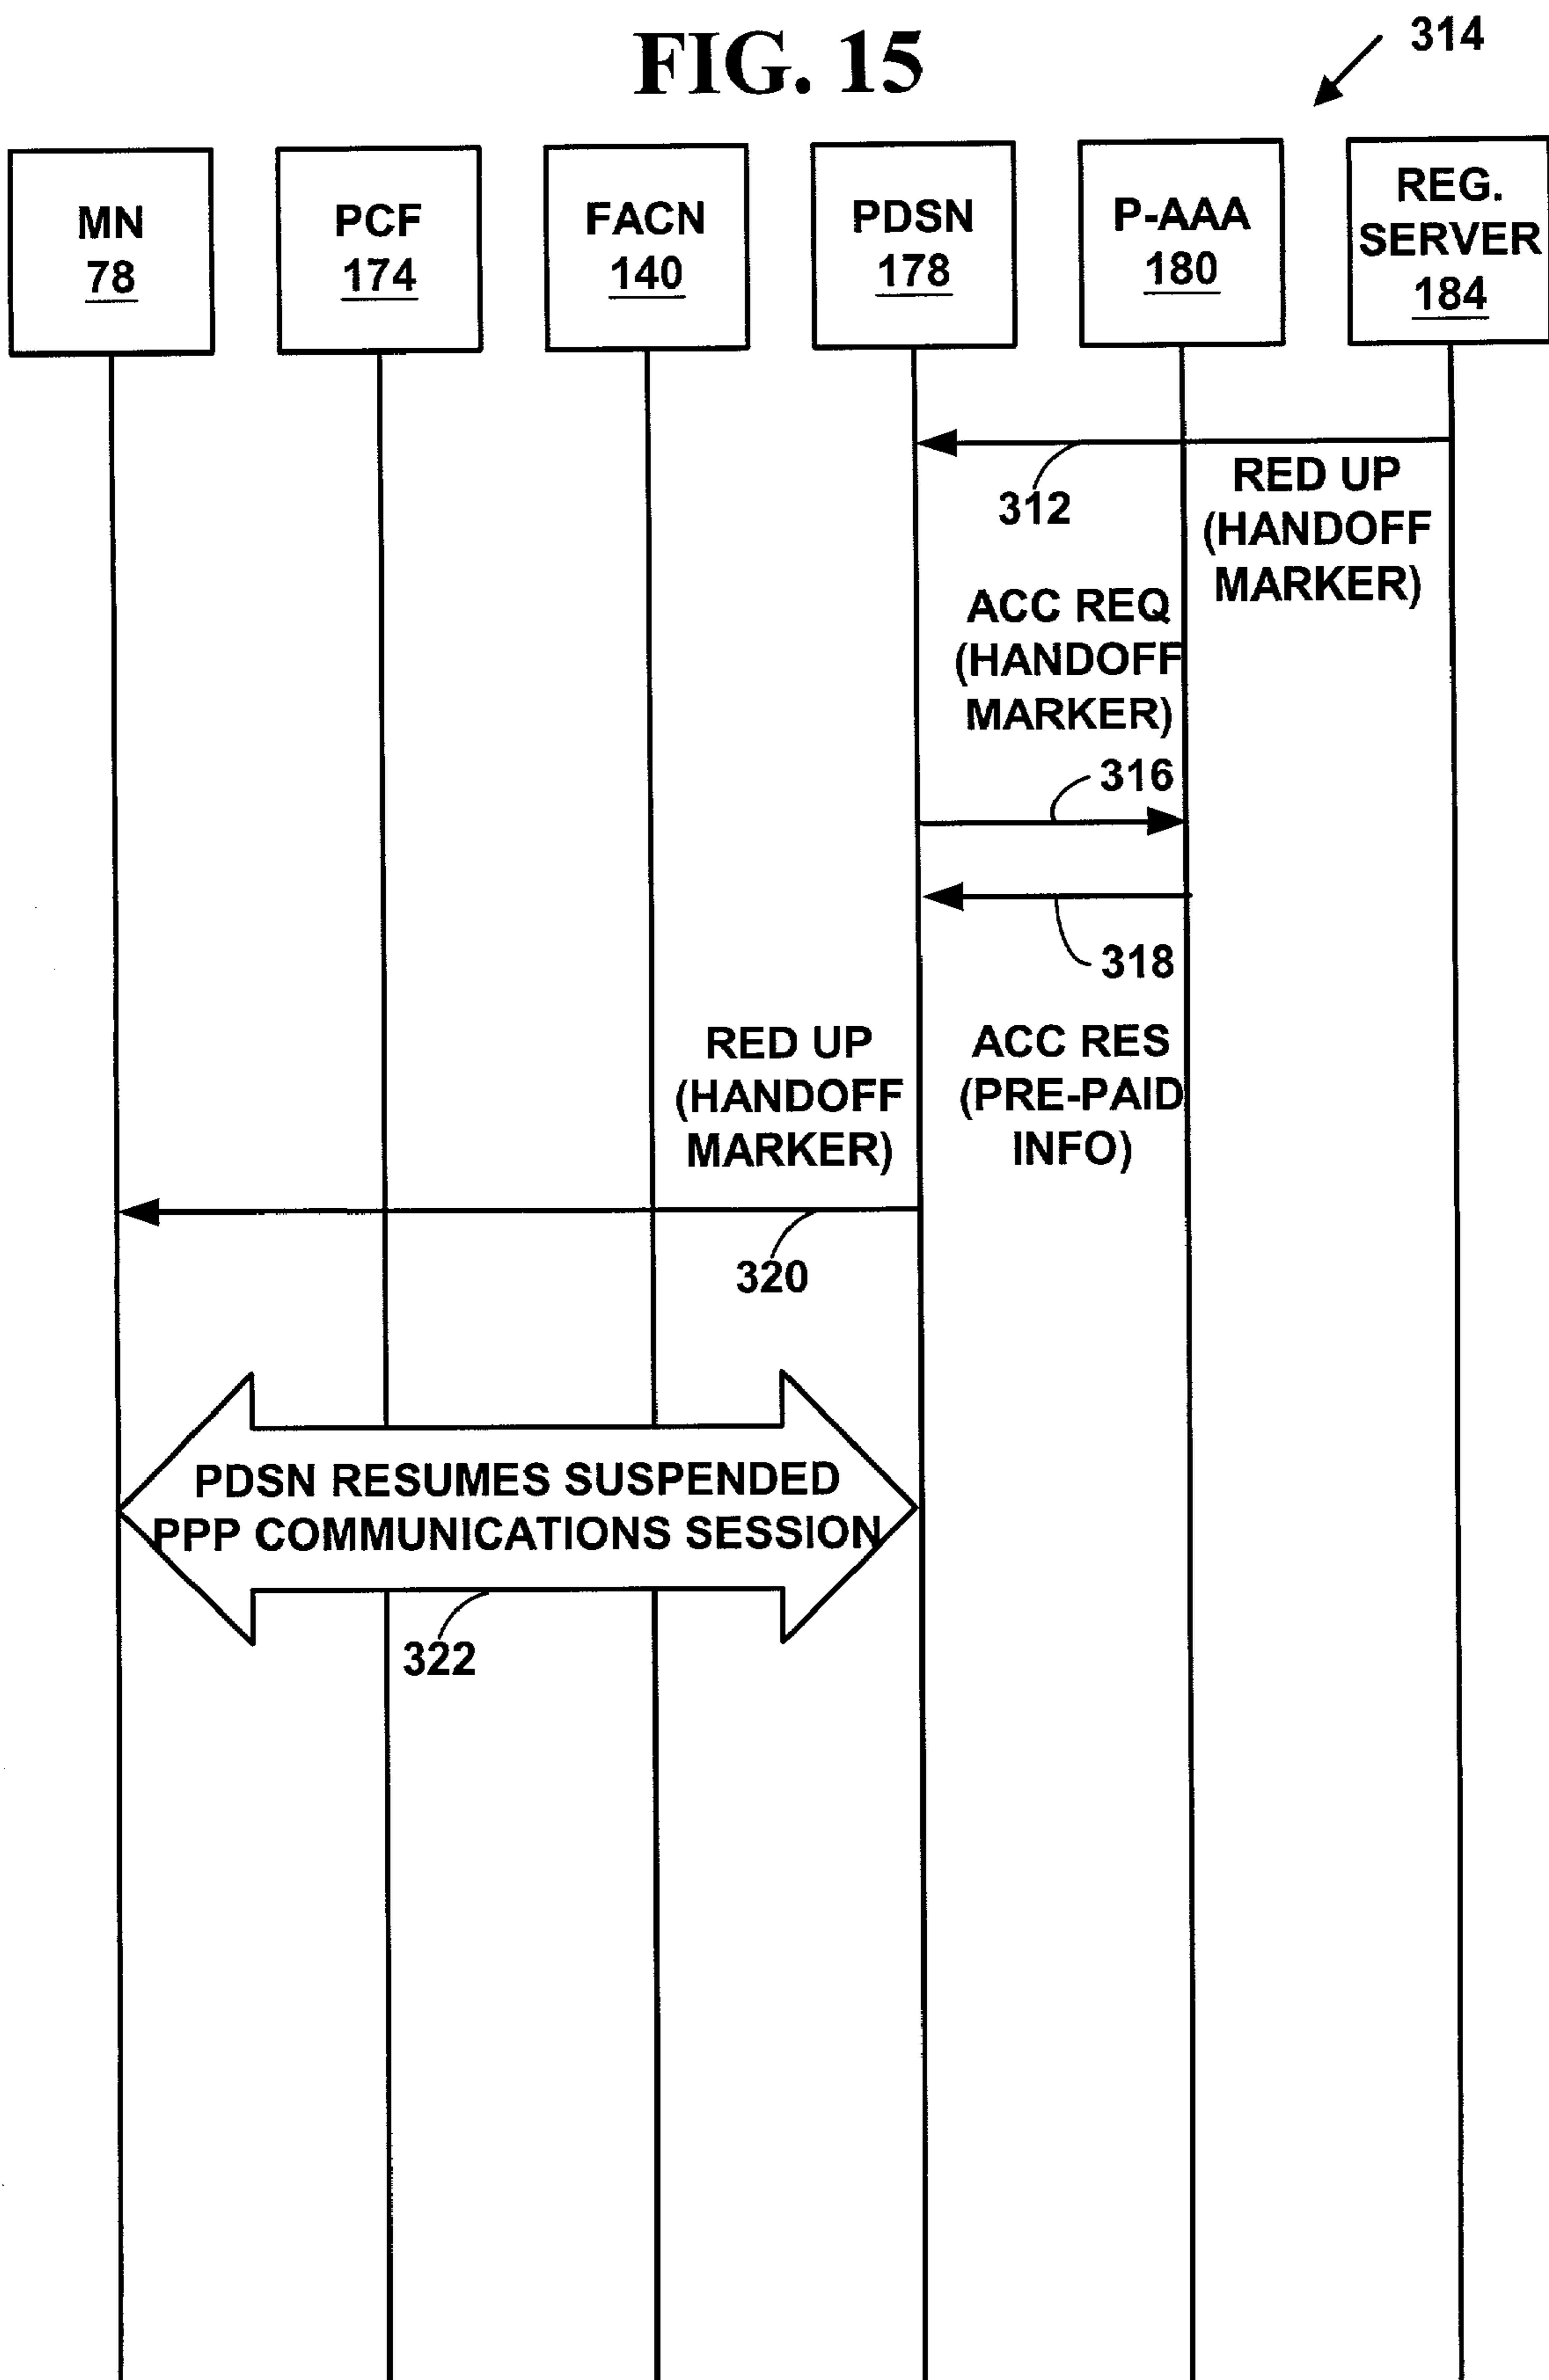 FIG. 15
314
MN
78
PCF
174
FACN
140
PDSN
178
P-AAA
180
REG.
SERVER
184
312
RED UP
(HANDOFF
MARKER)
ACC REQ
(HANDOFF
MARKER)
316
318
RED UP
(HANDOFF
MARKER)
ACC RES
(PRE-PAID
INFO)
320
PDSN RESUMES SUSPENDED
PPP COMMUNICATIONS SESSION
322